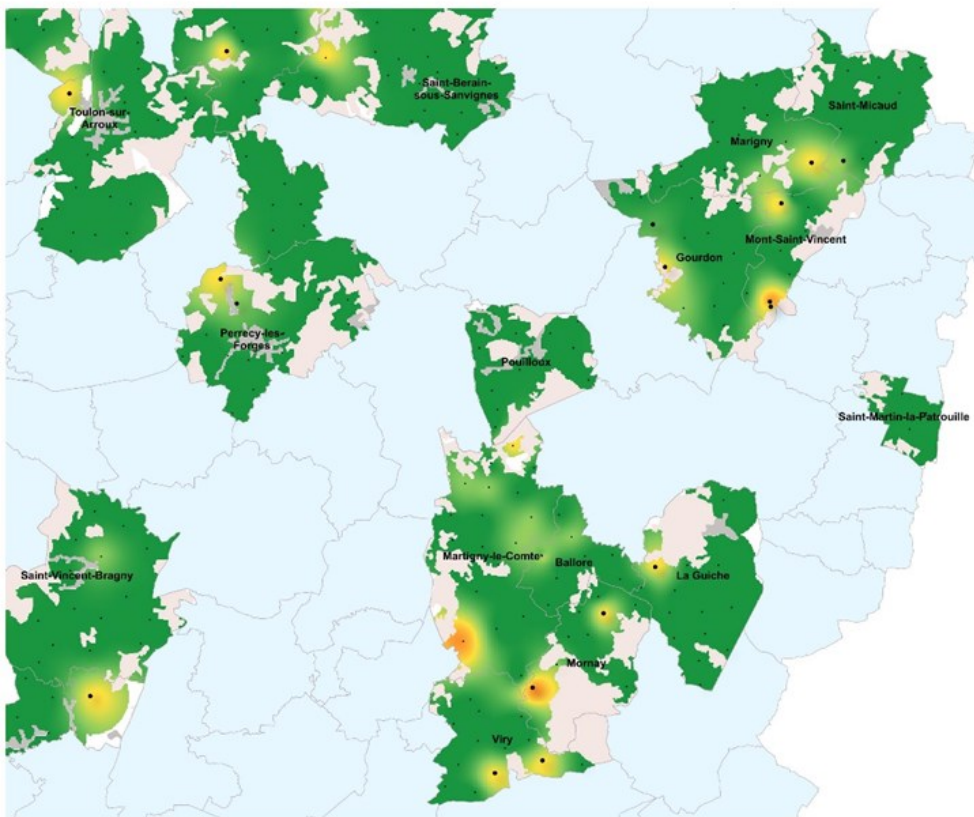 Saint-Berain-
sous-Sanvignes
Toulon-sur-
Arroux
Saint-Micaud
Marigny
Mont-Saint-Vincent
Gourdon
Perrecy-les-
Forges
Pouilloux
Saint-Martin-la-Patrouille
Martigny-le-Comte
Ballore
La Guiche
Saint-Vincent-Bragny
Mornay
Viry